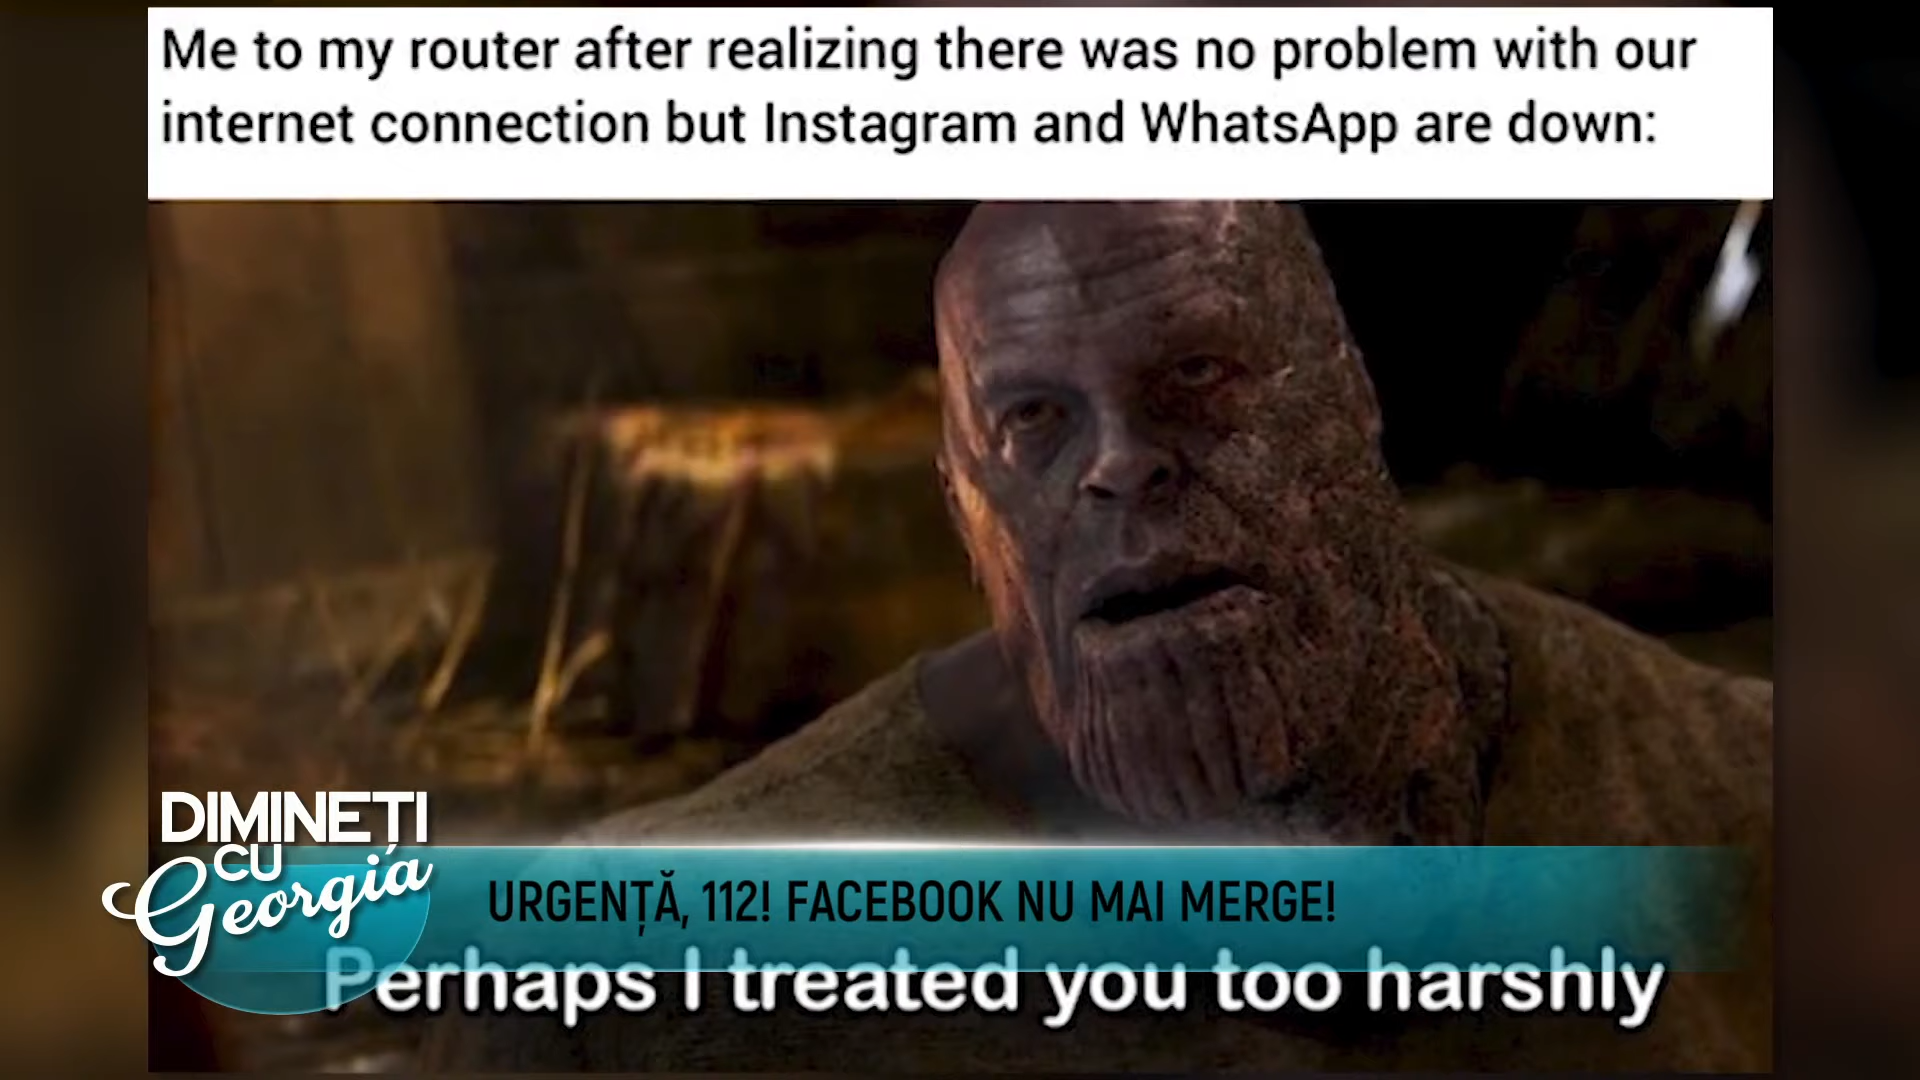 Me to my router after realizing there was no problem with our
internet connection but Instagram and WhatsApp are down:
DIMINEȚI
CU
Georgia
URGENȚĂ, 112! FACEBOOK NU MAI MERGE!
Perhaps I treated you too harshly